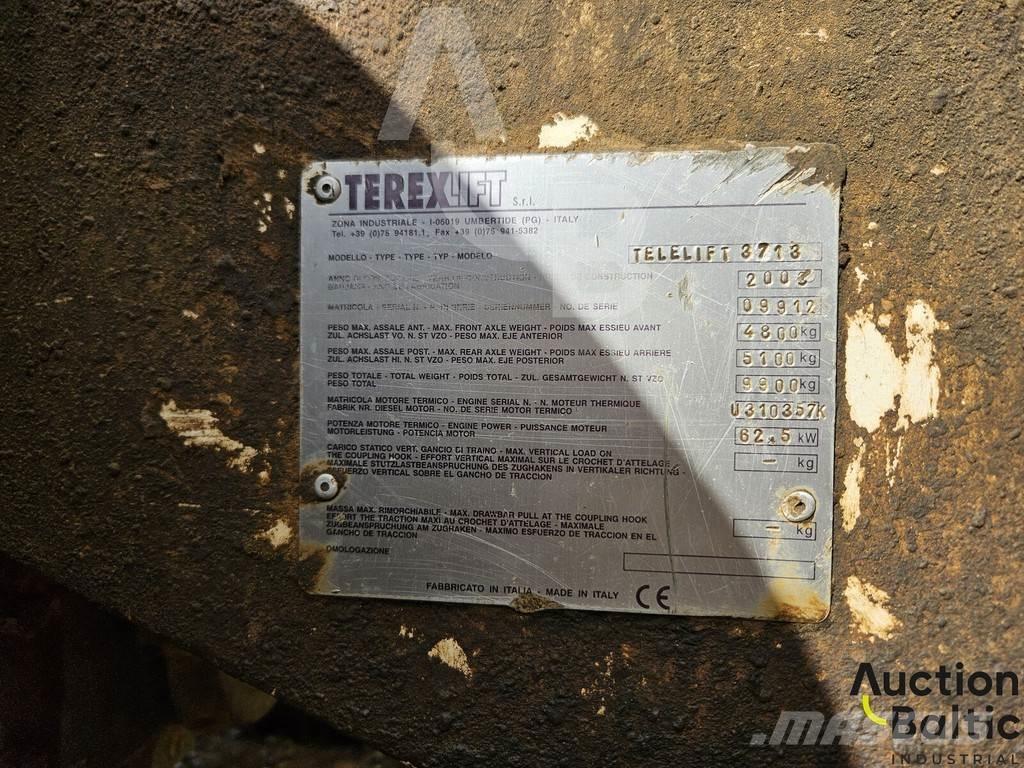 TEREXLIFT S.r.l.
ZONA INDUSTRIALE - I-06019 UMBERTIDE (PG) - ITALY
Tel. +39 (0)75 94181.1, Fax +39 (0)75 941-5382
MODELLO - TYPE - TYPE - TYP - MODELO TELELIFT 3713
CONSTRUCTION 2003
MATRICOLA - SERIAL N. - SERIENNUMMER - NO. DE SERIE 09912
PESO MAX. ASSALE ANT. - MAX. FRONT AXLE WEIGHT - POIDS MAX ESSIEU AVANT
ZUL. ACHSLAST VO. N. ST VZO - PESO MAX. EJE ANTERIOR 4800 kg
PESO MAX. ASSALE POST. - MAX. REAR AXLE WEIGHT - POIDS MAX ESSIEU ARRIERE
ZUL. ACHSLAST HI. N. ST VZO - PESO MAX. EJE POSTERIOR 5100 kg
PESO TOTALE - TOTAL WEIGHT - POIDS TOTAL - ZUL. GESAMTGEWICHT N. ST VZO
PESO TOTAL 9900 kg
MATRICOLA MOTORE TERMICO - ENGINE SERIAL N. - N. MOTEUR THERMIQUE
FABRIK NR. DIESEL MOTOR - NO. DE SERIE MOTOR TERMICO U310357K
POTENZA MOTORE TERMICO - ENGINE POWER - PUISSANCE MOTEUR
MOTORLEISTUNG - POTENCIA MOTOR 62.5 kW
CARICO STATICO VERT. GANCIO DI TRAINO - MAX. VERTICAL LOAD ON
THE COUPLING HOOK - EFFORT VERTICAL MAXIMAL SUR LE CROCHET D'ATTELAGE
MAXIMALE STUTZLASTBEANSPRUCHUNG DES ZUGHAKENS IN VERTIKALER RICHTUNG -
ESFUERZO VERTICAL SOBRE EL GANCHO DE TRACCION - kg
MASSA MAX. RIMORCHIABILE - MAX. DRAWBAR PULL AT THE COUPLING HOOK
EFFORT THE TRACTION MAXI AU CROCHET D'ATTELAGE - MAXIMALE
ZUGBEANSPRUCHUNG AM ZUGHAKEN - MAXIMO ESFUERZO DE TRACCION EN EL
GANCHO DE TRACCION - kg
OMOLOGAZIONE
FABBRICATO IN ITALIA - MADE IN ITALY CE
Auction
Baltic
INDUSTRIAL